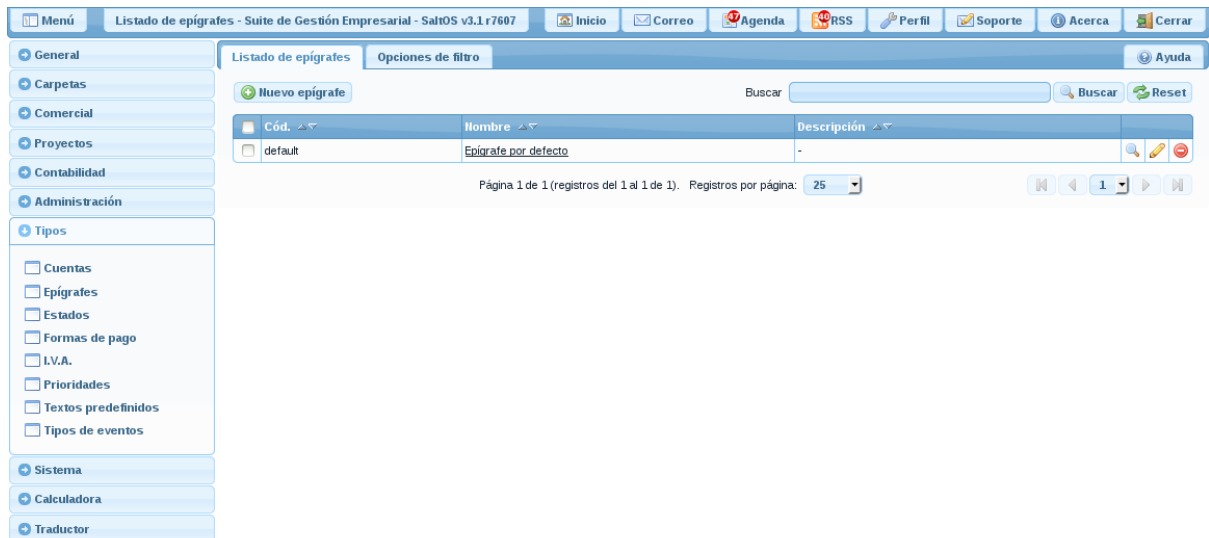 Menú Listado de epígrafes - Suite de Gestión Empresarial - SaltOS v3.1 r7607 Inicio Correo 47 Agenda 40 RSS Perfil Soporte Acerca Cerrar
General
Carpetas
Comercial
Proyectos
Contabilidad
Administración
Tipos
Cuentas
Epígrafes
Estados
Formas de pago
I.V.A.
Prioridades
Textos predefinidos
Tipos de eventos
Sistema
Calculadora
Traductor
Listado de epígrafes Opciones de filtro Ayuda
Nuevo epígrafe Buscar Buscar Reset
Cód. Nombre Descripción
default Epígrafe por defecto -
Página 1 de 1 (registros del 1 al 1 de 1). Registros por página: 25 1